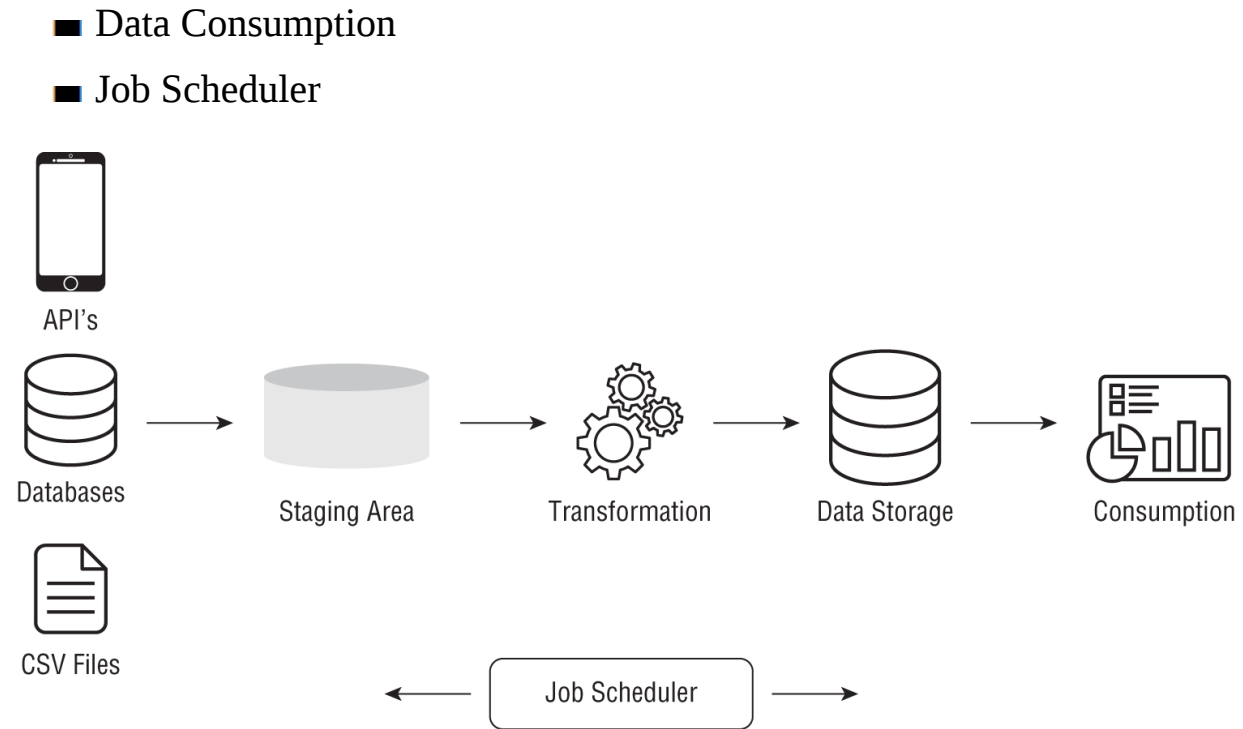 Data Consumption
Job Scheduler
API's
Databases
Staging Area
Transformation
Data Storage
Consumption
CSV Files
Job Scheduler